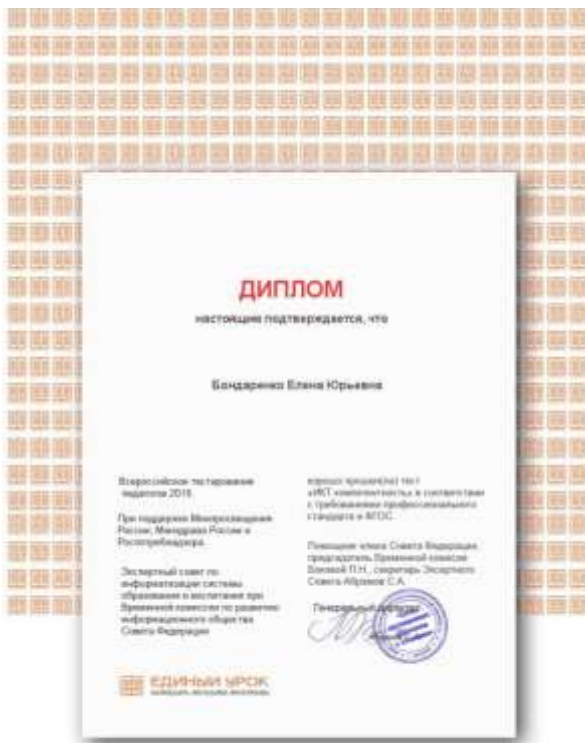 ДИПЛОМ
настоящие подтверждается, что
Бондаренко Елена Юрьевна
Всероссийское тестирование
педагогов 2018.
При поддержке Минпросвещения
России, Минздрава России и
Роспотребнадзора.
Экспертный совет по
информатизации системы
образования и воспитания при
Временной комиссии по развитию
информационного общества
Совета Федерации
хорошо прошел(ла) тест
«ИКТ компетентность» в соответствии
с требованиями профессионального
стандарта и ФГОС.
Помощник члена Совета Федерации,
председатель Временной комиссии
П.Н., секретарь Экспертного
Совета Абрамов С.А.
Генеральный директор
ЕДИНЫЙ УРОК